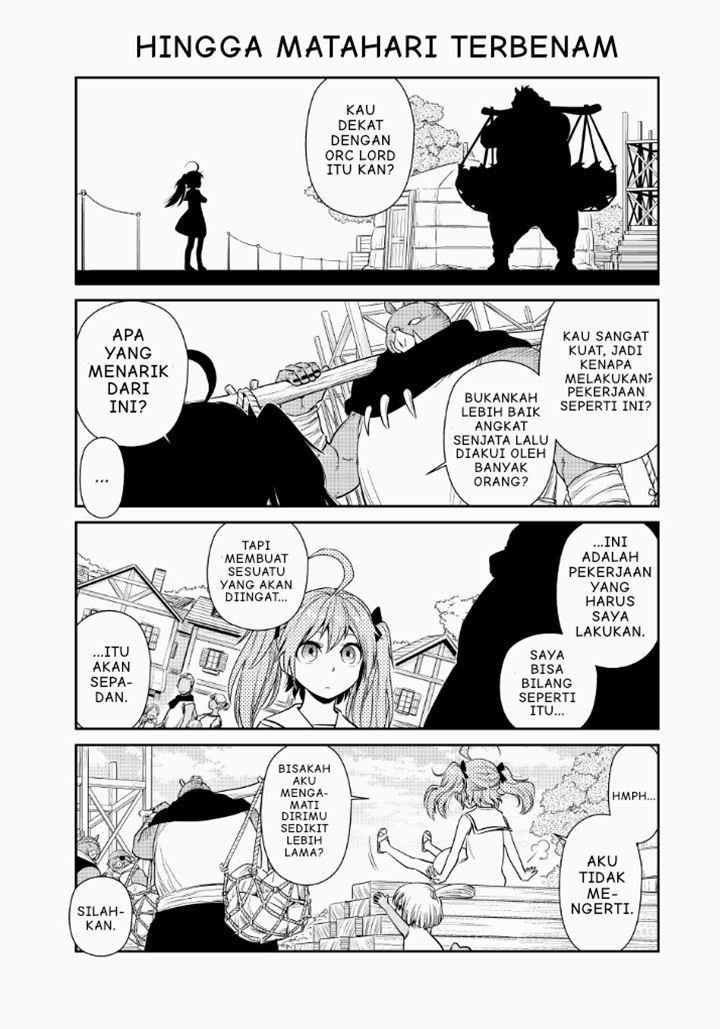 HINGGA MATAHARI TERBENAM
KAU
DEKAT
DENGAN
ORC LORD
ITU KAN?
KAU SANGAT
KUAT, JADI
KENAPA
MELAKUKAN
PEKERJAAN
SEPERTI INI?
BUKANKAH
LEBIH BAIK
ANGKAT
SENJATA LALU
DIAKUI OLEH
BANYAK
ORANG?
APA
YANG
MENARIK
DARI
INI?
...
...INI
ADALAH
PEKERJAAN
YANG
HARUS
SAYA
LAKUKAN.
SAYA
BISA
BILANG
SEPERTI
ITU...
TAPI
MEMBUAT
SESUATU
YANG AKAN
DIINGAT...
...ITU
AKAN
SEPA-
DAN.
HMPH...
AKU
TIDAK
ME-
NGERTI.
BISAKAH
AKU
MENGA-
MATI
DIRIMU
SEDIKIT
LEBIH
LAMA?
SILAH-
KAN.